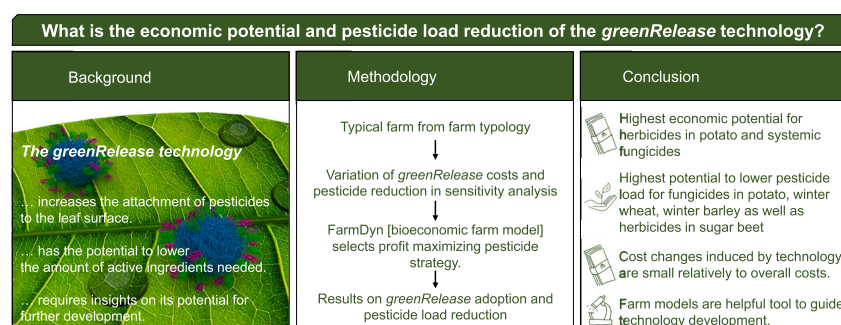 What is the economic potential and pesticide load reduction of the greenRelease technology?
Background
The greenRelease technology
… increases the attachment of pesticides
to the leaf surface.
… has the potential to lower
the amount of active ingredients needed.
… requires insights on its potential for
further development.
Methodology
Typical farm from farm typology
Variation of greenRelease costs and
pesticide reduction in sensitivity analysis
FarmDyn [bioeconomic farm model]
selects profit maximizing pesticide
strategy.
Results on greenRelease adoption and
pesticide load reduction
Conclusion
Highest economic potential for
herbicides in potato and systemic
fungicides
Highest potential to lower pesticide
load for fungicides in potato, winter
wheat, winter barley as well as
herbicides in sugar beet
Cost changes induced by technology
are small relatively to overall costs.
Farm models are helpful tool to guide
technology development.